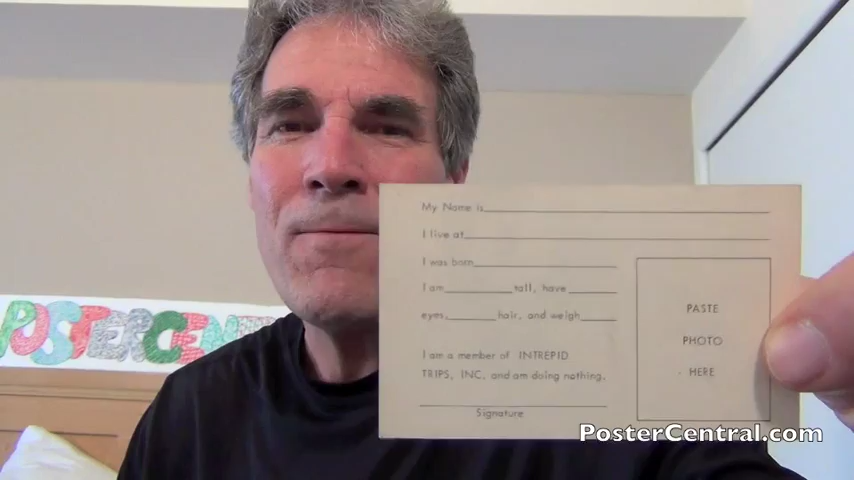 My Name is
I live at
I was born
I am tall, have
eyes, hair, and weigh
I am a member of INTREPID
TRIPS, INC. and am doing nothing.
Signature
PASTE
PHOTO
HERE
POSTERCENT
PosterCentral.com